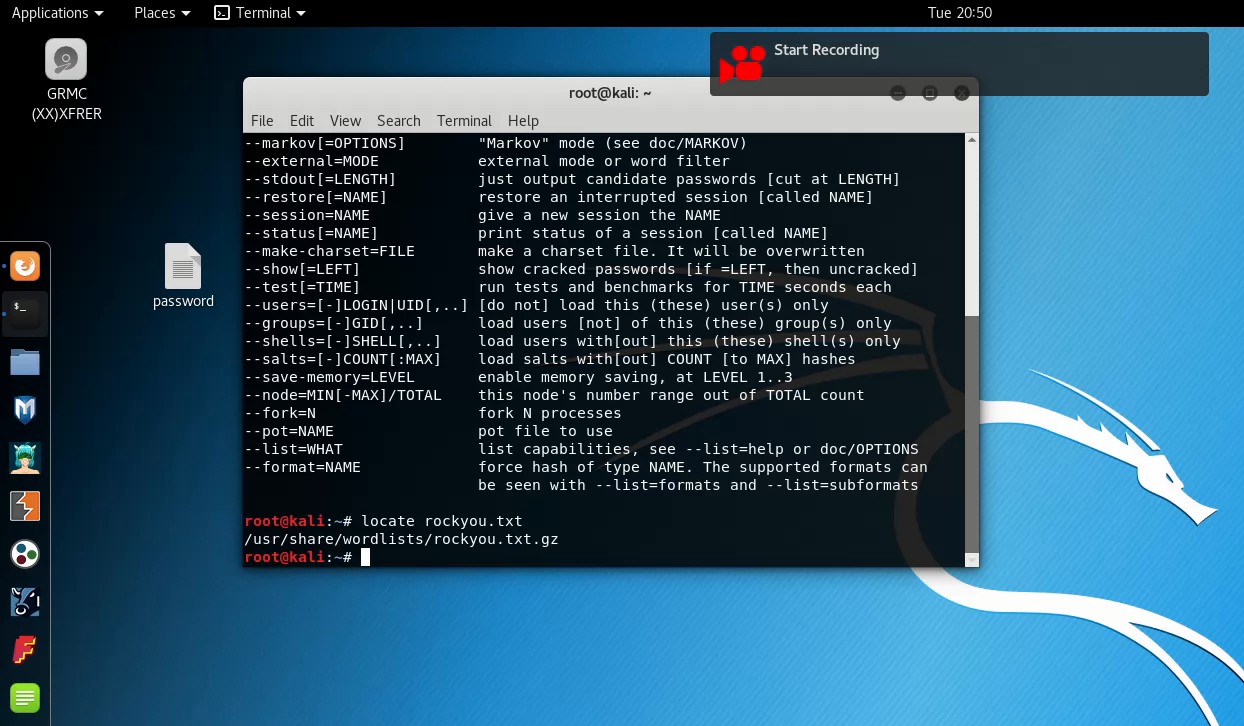 Applications Places Terminal Tue 20:50
Start Recording
GRMC
(XX)XFRER
password
root@kali: ~
File Edit View Search Terminal Help
--markov[=OPTIONS] "Markov" mode (see doc/MARKOV)
--external=MODE external mode or word filter
--stdout[=LENGTH] just output candidate passwords [cut at LENGTH]
--restore[=NAME] restore an interrupted session [called NAME]
--session=NAME give a new session the NAME
--status[=NAME] print status of a session [called NAME]
--make-charset=FILE make a charset file. It will be overwritten
--show[=LEFT] show cracked passwords [if =LEFT, then uncracked]
--test[=TIME] run tests and benchmarks for TIME seconds each
--users=[-]LOGIN|UID[,..] [do not] load this (these) user(s) only
--groups=[-]GID[,..] load users [not] of this (these) group(s) only
--shells=[-]SHELL[,..] load users with[out] this (these) shell(s) only
--salts=[-]COUNT[:MAX] load salts with[out] COUNT [to MAX] hashes
--save-memory=LEVEL enable memory saving, at LEVEL 1..3
--node=MIN[-MAX]/TOTAL this node's number range out of TOTAL count
--fork=N fork N processes
--pot=NAME pot file to use
--list=WHAT list capabilities, see --list=help or doc/OPTIONS
--format=NAME force hash of type NAME. The supported formats can
be seen with --list=formats and --list=subformats
root@kali:~# locate rockyou.txt
/usr/share/wordlists/rockyou.txt.gz
root@kali:~#